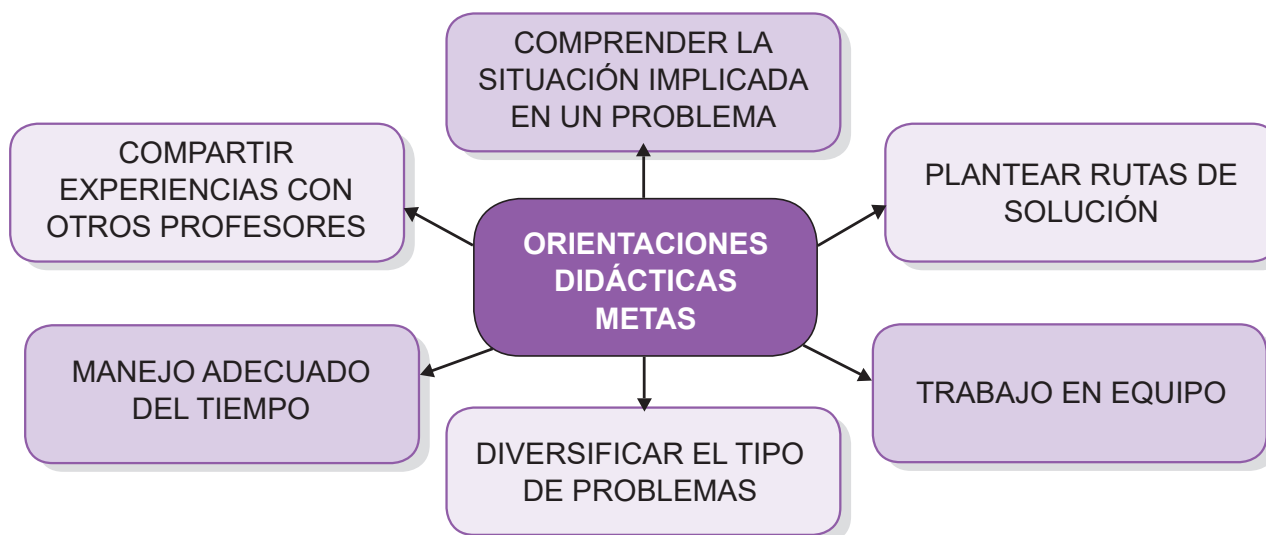 COMPRENDER LA
SITUACIÓN IMPLICADA
EN UN PROBLEMA
COMPARTIR
EXPERIENCIAS CON
OTROS PROFESORES
PLANTEAR RUTAS DE
SOLUCIÓN
ORIENTACIONES
DIDÁCTICAS
METAS
MANEJO ADECUADO
DEL TIEMPO
TRABAJO EN EQUIPO
DIVERSIFICAR EL TIPO
DE PROBLEMAS